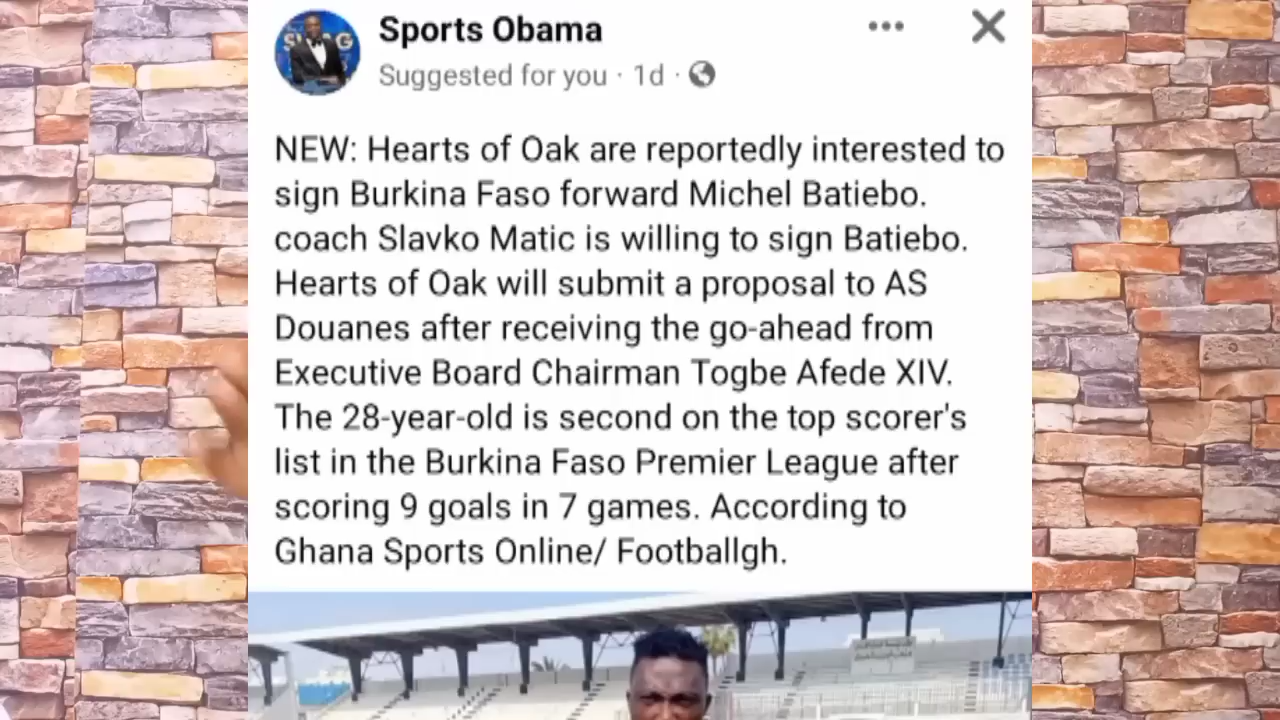 Sports Obama
Suggested for you · 1d ·
NEW: Hearts of Oak are reportedly interested to
sign Burkina Faso forward Michel Batiebo.
coach Slavko Matic is willing to sign Batiebo.
Hearts of Oak will submit a proposal to AS
Douanes after receiving the go-ahead from
Executive Board Chairman Togbe Afede XIV.
The 28-year-old is second on the top scorer's
list in the Burkina Faso Premier League after
scoring 9 goals in 7 games. According to
Ghana Sports Online/ Footballgh.